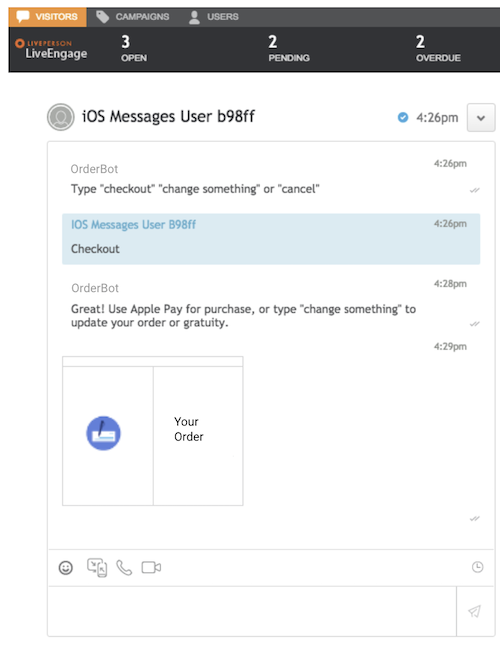 VISITORS CAMPAIGNS USERS
LIVEPERSON
LiveEngage
3 2 2
OPEN PENDING OVERDUE
iOS Messages User b98ff 4:26pm
OrderBot 4:26pm
Type "checkout" "change something" or "cancel"
IOS Messages User B98ff 4:26pm
Checkout
OrderBot 4:28pm
Great! Use Apple Pay for purchase, or type "change something" to
update your order or gratuity.
4:29pm
Your
Order